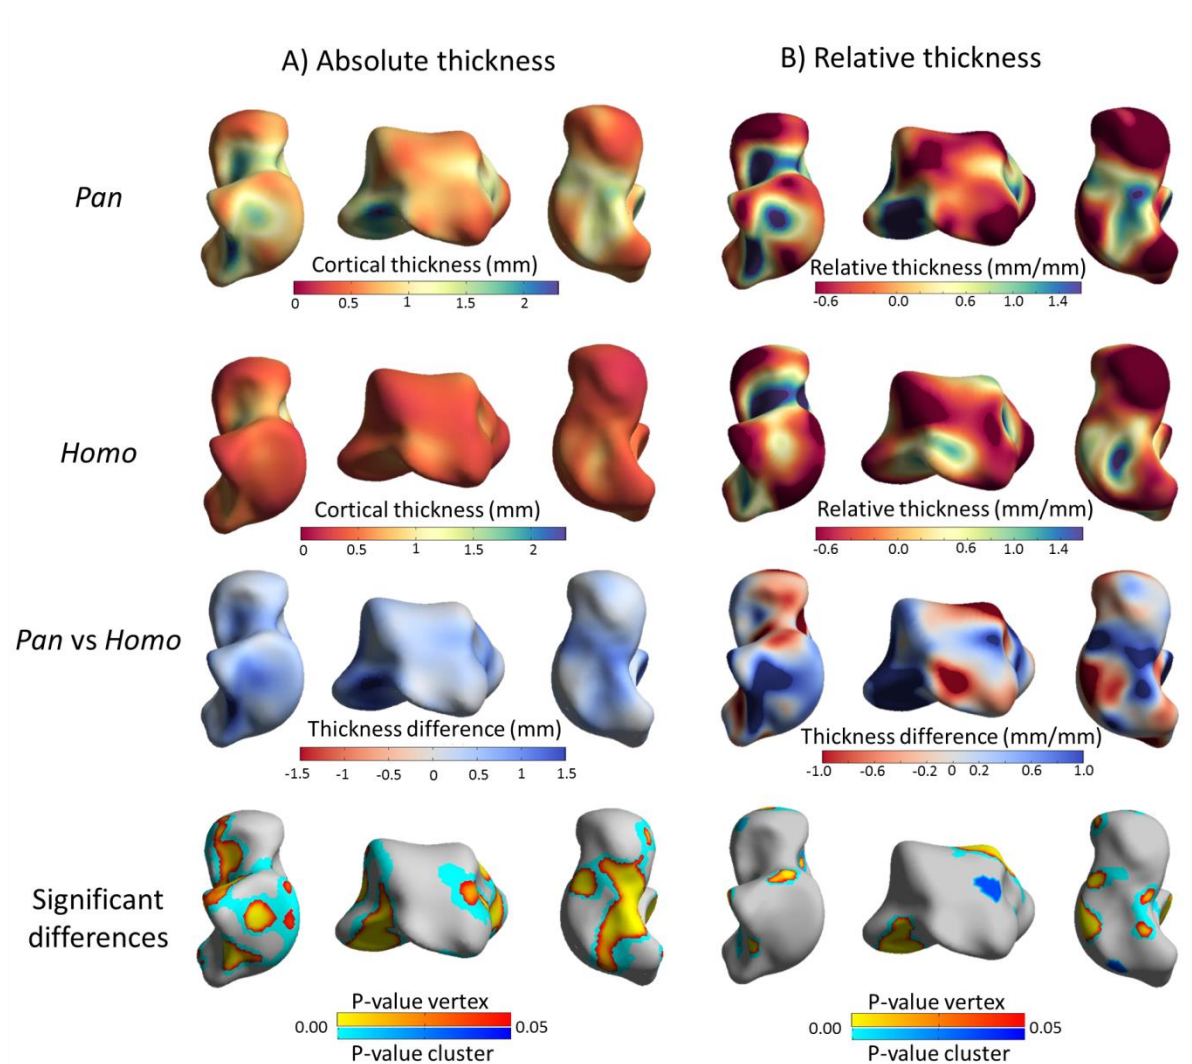 A) Absolute thickness
B) Relative thickness
Pan
Cortical thickness (mm)
0 0.5 1 1.5 2
Relative thickness (mm/mm)
-0.6 0.0 0.6 1.0 1.4
Homo
Cortical thickness (mm)
0 0.5 1 1.5 2
Relative thickness (mm/mm)
-0.6 0.0 0.6 1.0 1.4
Pan vs Homo
Thickness difference (mm)
-1.5 -1 -0.5 0 0.5 1 1.5
Thickness difference (mm/mm)
-1.0 -0.6 -0.2 0 0.2 0.6 1.0
Significant
differences
P-value vertex
0.00 0.05
P-value cluster
P-value vertex
0.00 0.05
P-value cluster